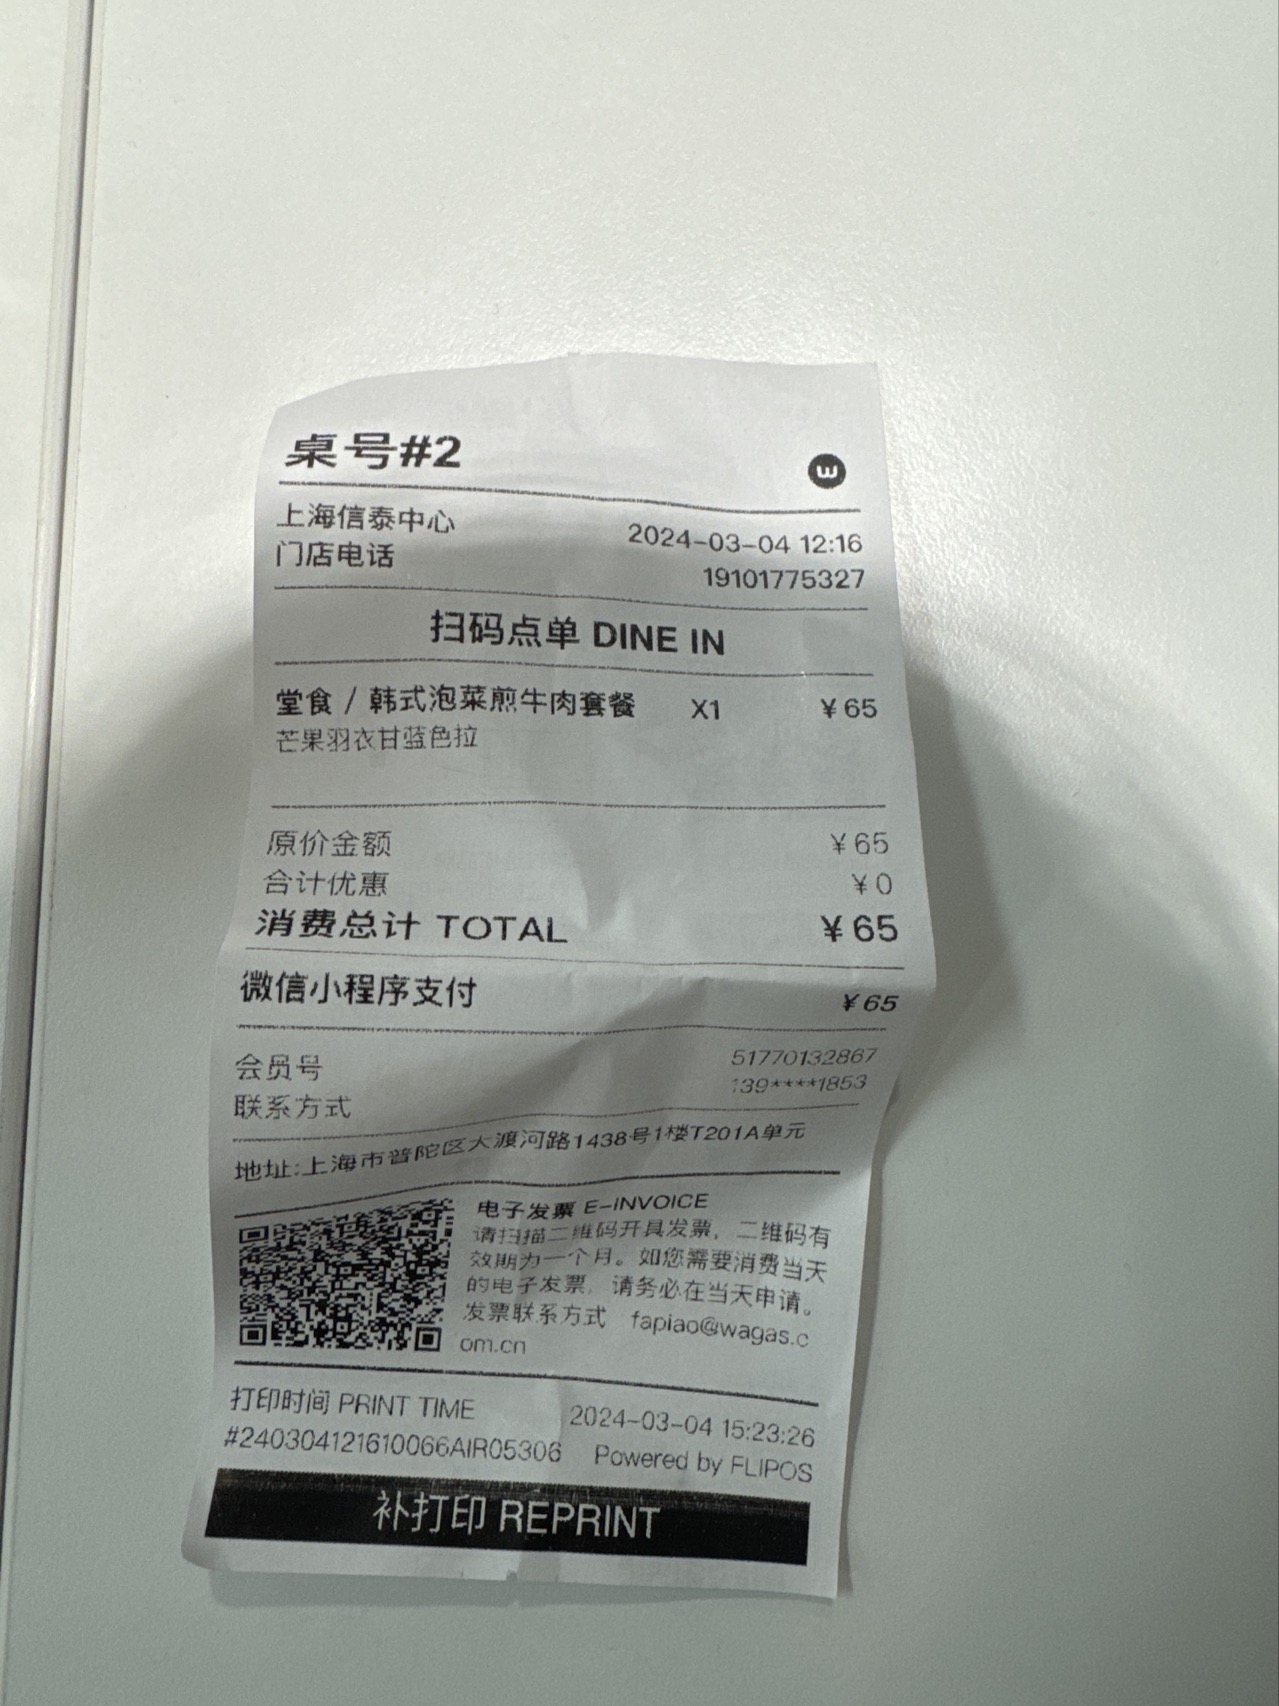 桌号#2
w
上海信泰中心 2024-03-04 12:16
门店电话 19101775327
扫码点单 DINE IN
堂食 / 韩式泡菜煎牛肉套餐 X1 ¥65
芒果羽衣甘蓝色拉
原价金额 ¥65
合计优惠 ¥0
消费总计 TOTAL ¥65
微信小程序支付 ¥65
会员号 51770132867
联系方式 139****1853
地址:上海市普陀区大渡河路1438号1楼T201A单元
电子发票 E-INVOICE
请扫描二维码开具发票，二维码有
效期为一个月。如您需要消费当天
的电子发票，请务必在当天申请。
发票联系方式 fapiao@wagas.c
om.cn
打印时间 PRINT TIME 2024-03-04 15:23:26
#240304121610066AIR05306 Powered by FLIPOS
补打印 REPRINT